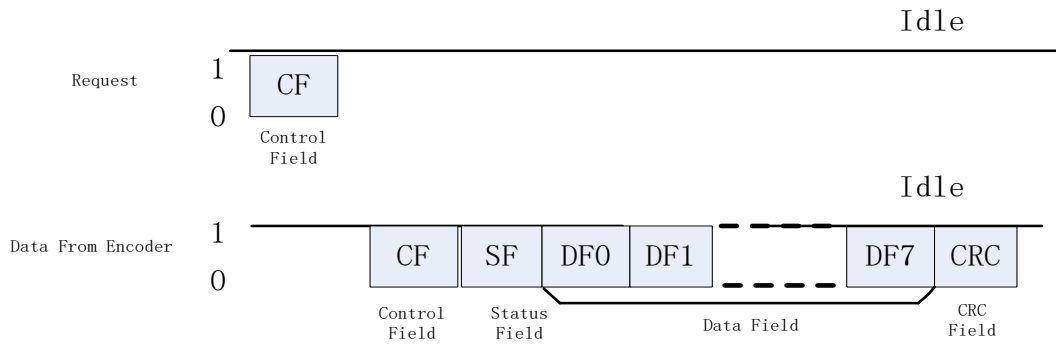 Idle
1
Request
CF
0
Control
Field
Idle
1
Data From Encoder
CF SF DF0 DF1 DF7 CRC
0
Control
Field
Status
Field
Data Field
CRC
Field